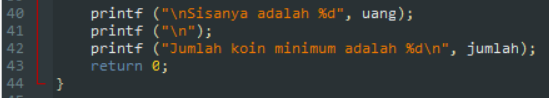 40 printf ("\nSisanya adalah %d", uang);
41 printf ("\n");
42 printf ("Jumlah koin minimum adalah %d\n", jumlah);
43 return 0;
44 }